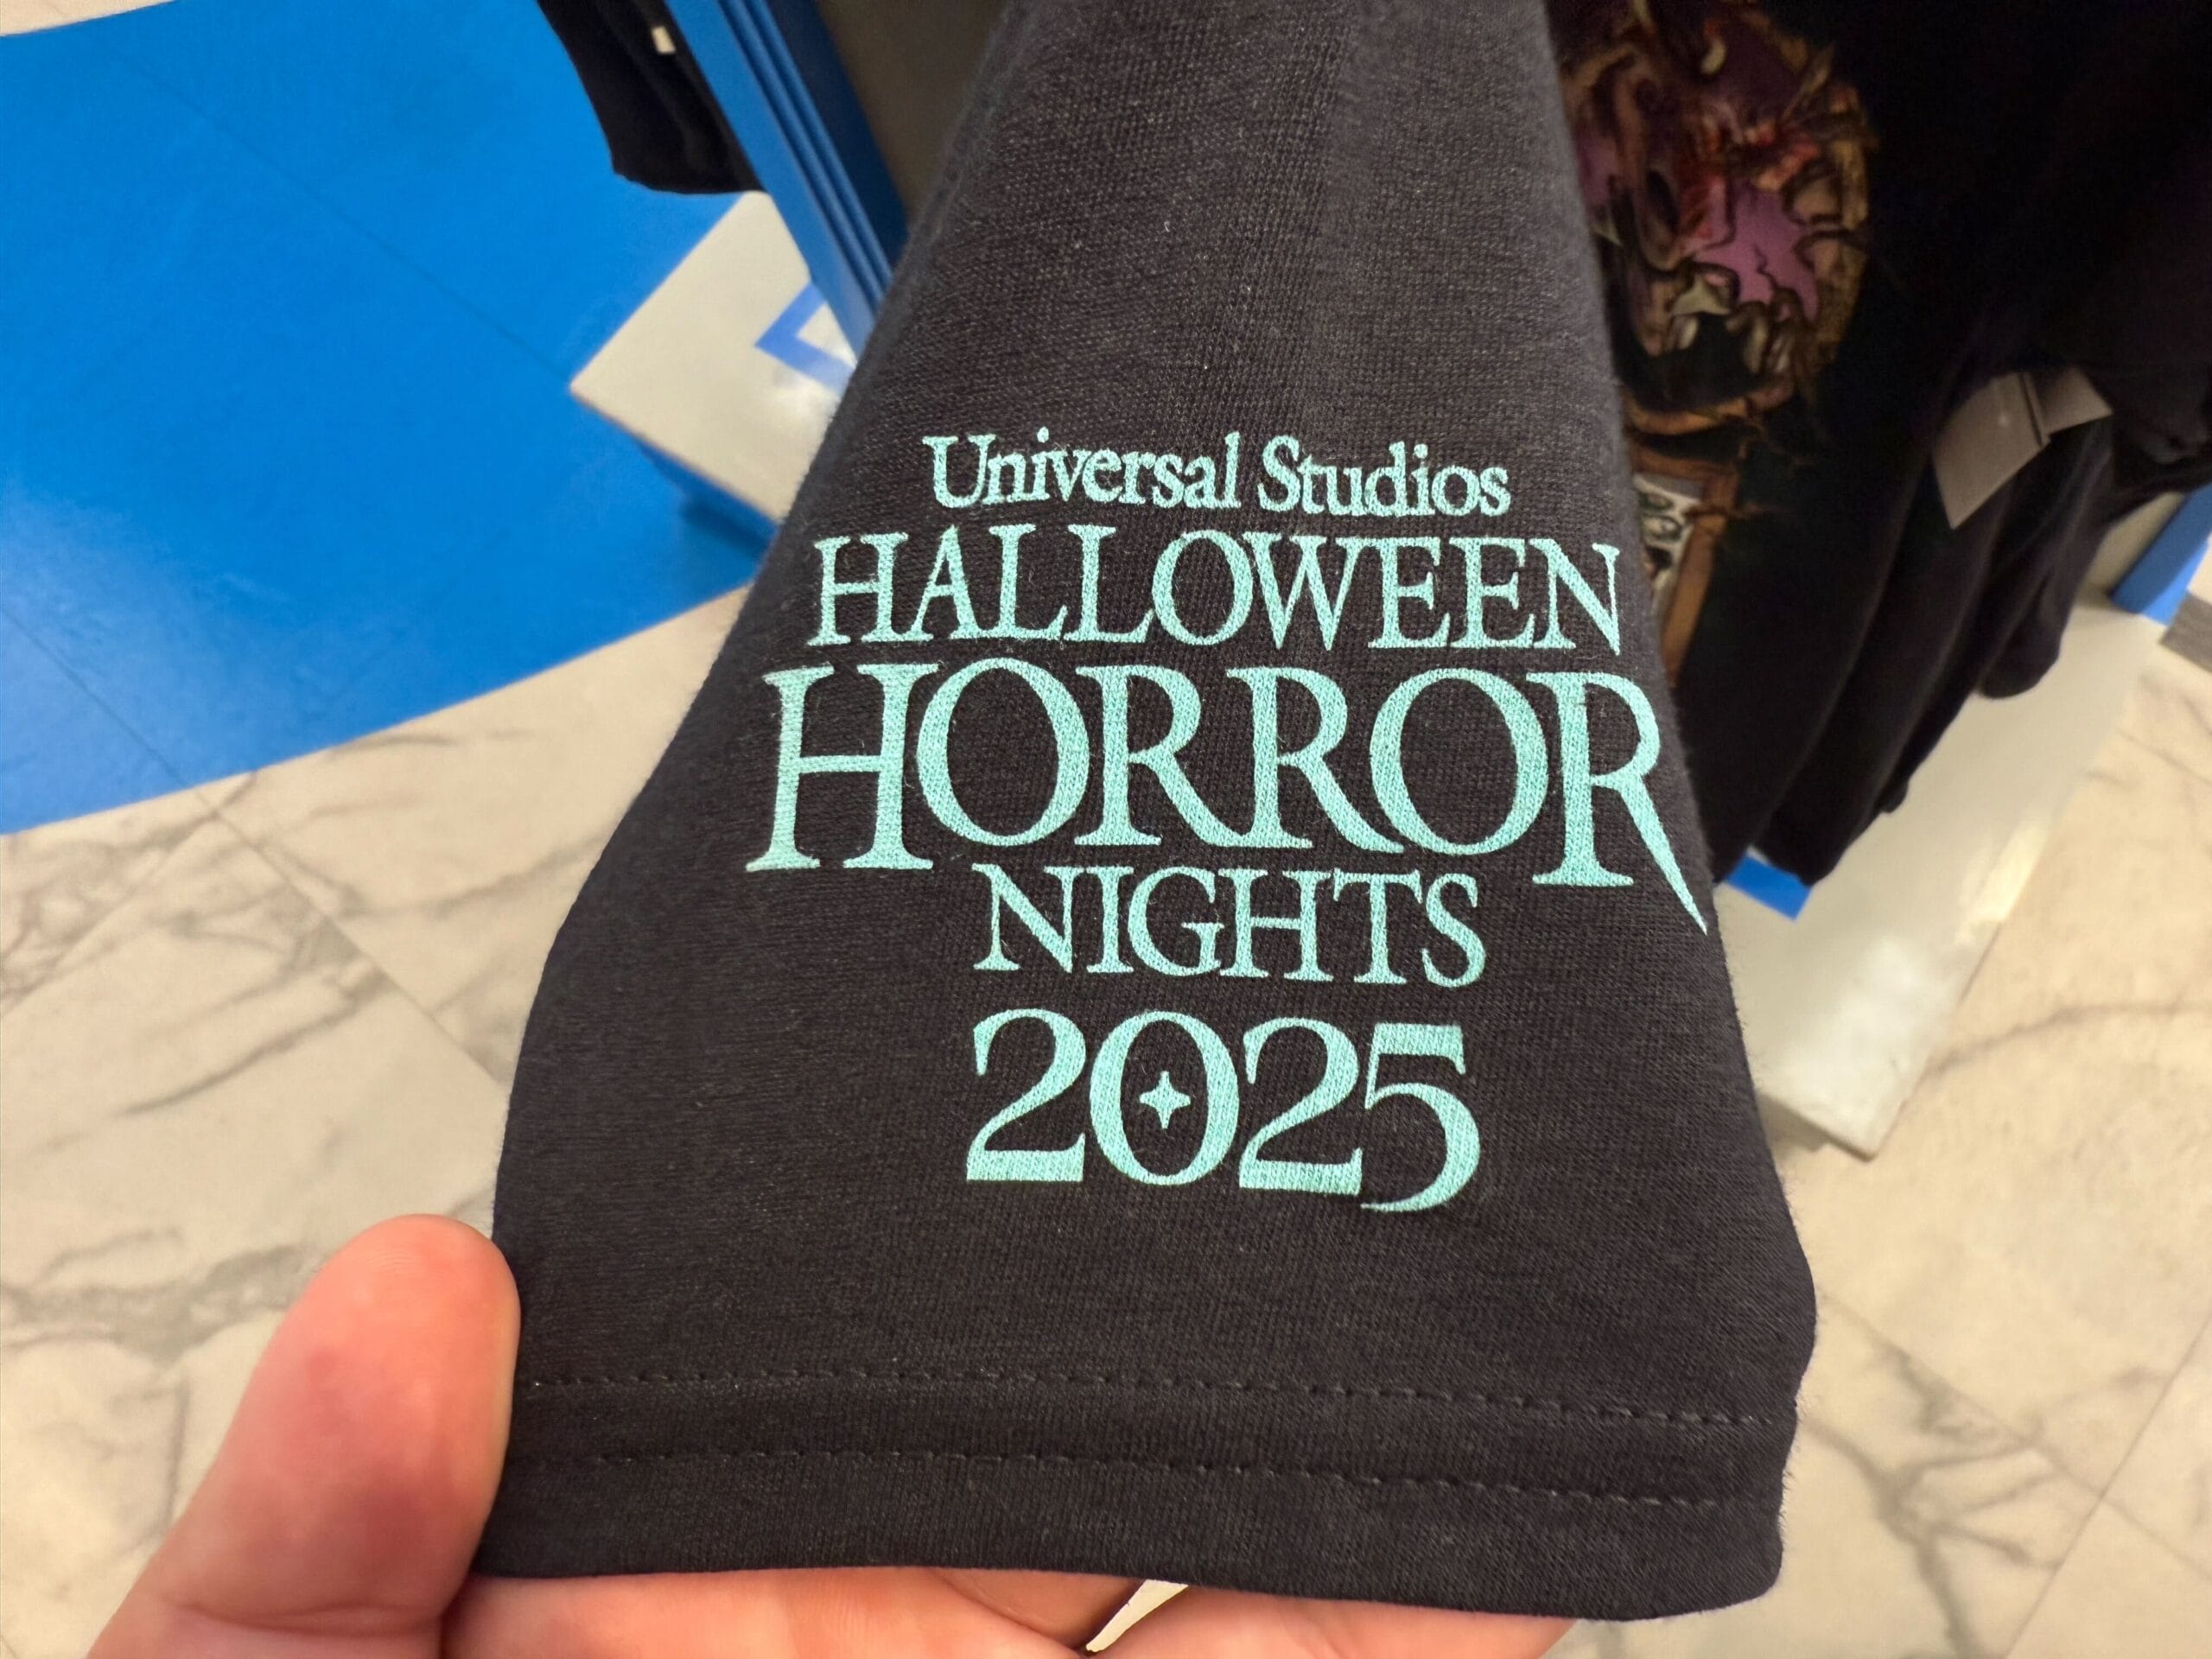 Universal Studios
HALLOWEEN
HORROR
NIGHTS
2025